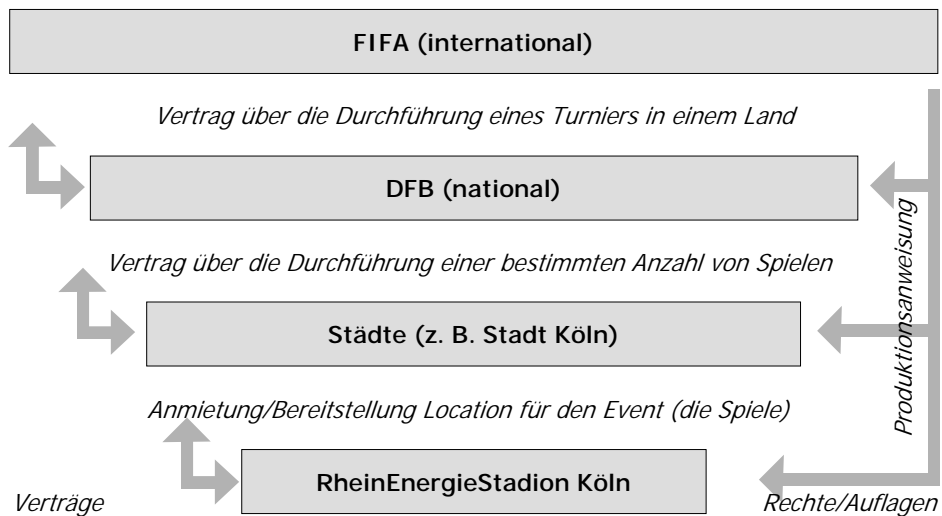 FIFA (international)
Vertrag über die Durchführung eines Turniers in einem Land
DFB (national)
Vertrag über die Durchführung einer bestimmten Anzahl von Spielen
Städte (z. B. Stadt Köln)
Anmietung/Bereitstellung Location für den Event (die Spiele)
RheinEnergieStadion Köln
Verträge
Produktionsanweisung
Rechte/Auflagen